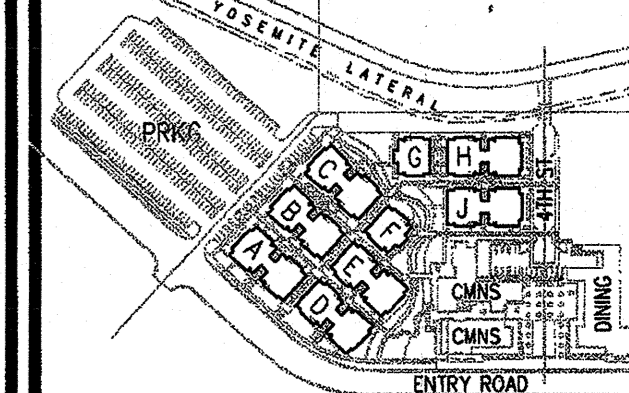 YOSEMITE LATERAL
PRKG
G H
C
4TH ST.
B
J
F
A
E
D
CMNS
DINING
CMNS
ENTRY ROAD